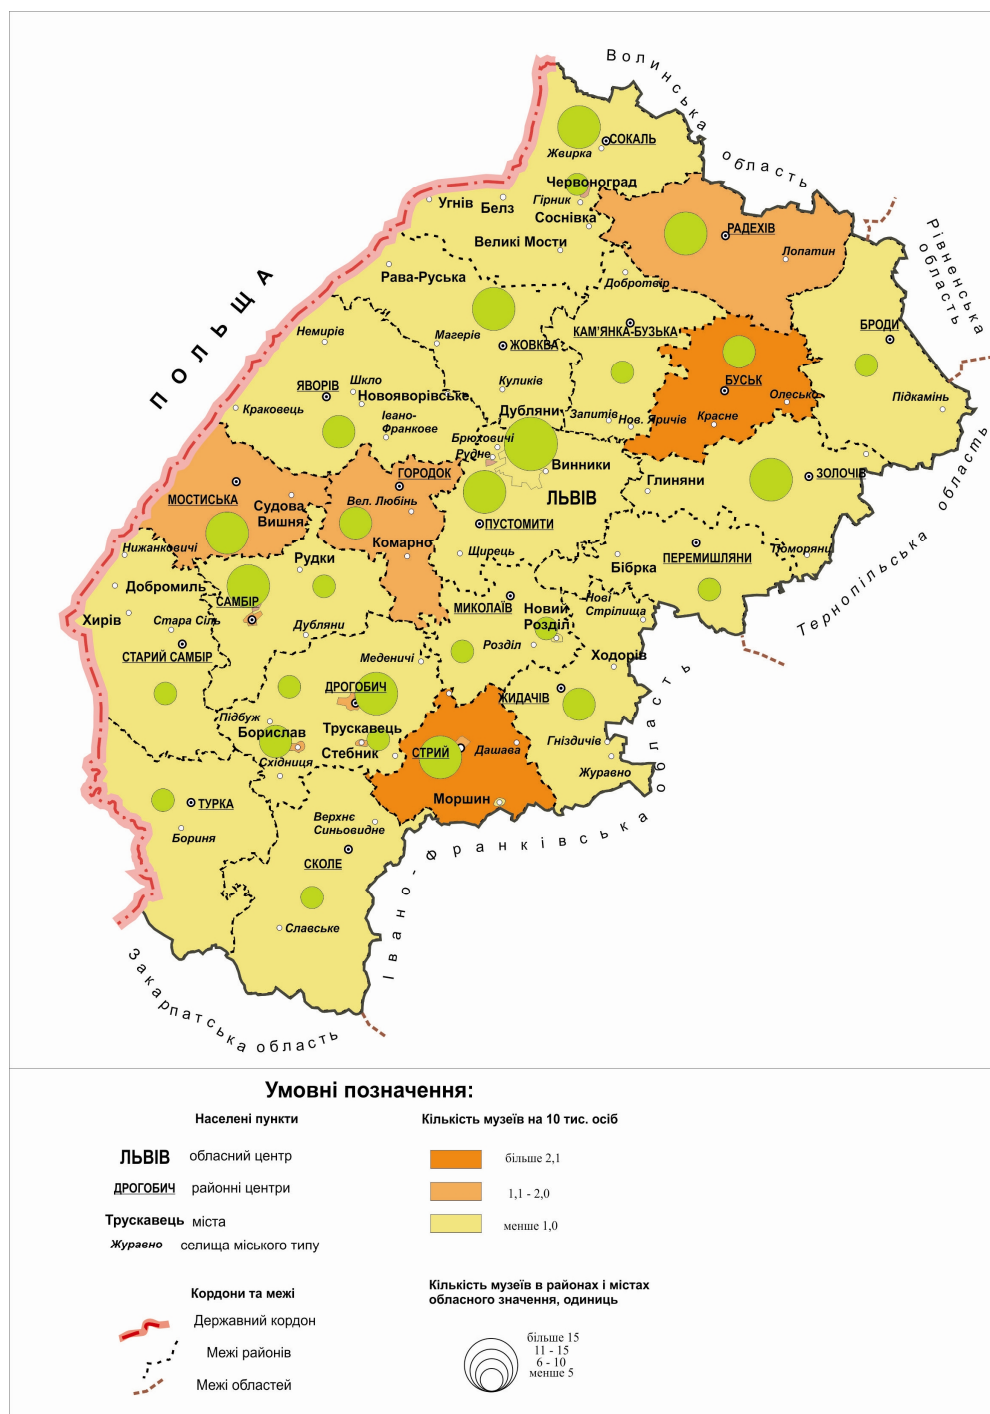 Волинська область
Рівненська
область
Тернопільська область
Івано-Франківська область
Закарпатська область
ПОЛЬЩА
СОКАЛЬ
Жвирка
Червоноград
Гірник
Соснівка
Угнів
Белз
Великі Мости
РАДЕХІВ
Лопатин
Рава-Руська
Добротвір
Немирів
Магерів
ЖОВКВА
КАМ'ЯНКА-БУЗЬКА
БРОДИ
ЯВОРІВ
Шкло
Новояворівське
Куликів
БУСЬК
Олесько
Підкамінь
Краковець
Івано-
Франкове
Дубляни
Запитів
Нов. Яричів
Красне
Брюховичі
Рудне
Винники
ГОРОДОК
МОСТИСЬКА
Судова
Вишня
Вел. Любінь
ЛЬВІВ
Глиняни
ЗОЛОЧІВ
ПУСТОМИТИ
Комарно
Нижанковичі
Рудки
Щирець
Бібрка
ПЕРЕМИШЛЯНИ
Поморяни
Добромиль
САМБІР
МИКОЛАЇВ
Новий
Розділ
Нові
Стрілища
Хирів
Стара Сіль
Дубляни
Розділ
СТАРИЙ САМБІР
Меденичі
Ходорів
ДРОГОБИЧ
ЖИДАЧІВ
Підбуж
Борислав
Трускавець
Стебник
СТРИЙ
Дашава
Гніздичів
Східниця
Журавно
ТУРКА
Моршин
Бориня
Верхнє
Синьовидне
СКОЛЕ
Славське
Умовні позначення:
Населені пункти
ЛЬВІВ обласний центр
ДРОГОБИЧ районні центри
Трускавець міста
Журавно селища міського типу
Кордони та межі
Державний кордон
Межі районів
Межі областей
Кількість музеїв на 10 тис. осіб
більше 2,1
1,1 - 2,0
менше 1,0
Кількість музеїв в районах і містах
обласного значення, одиниць
більше 15
11 - 15
6 - 10
менше 5